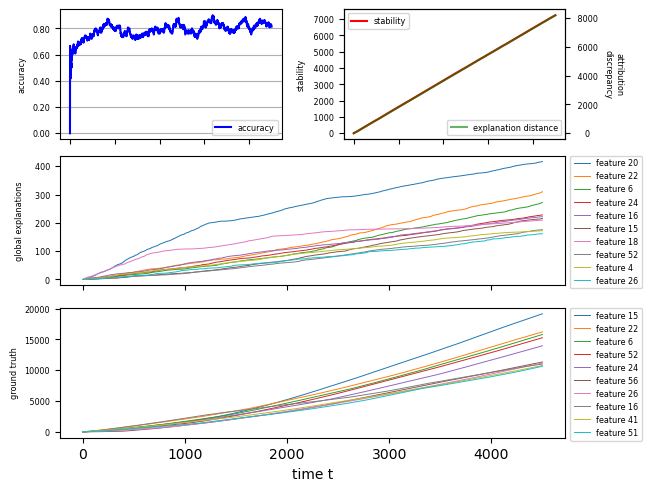 accuracy
0.80
0.60
0.40
0.20
0.00
accuracy
stability
7000
6000
5000
4000
3000
2000
1000
0
stability
explanation distance
8000
6000
4000
2000
0
attribution
discrepancy
global explanations
400
300
200
100
0
feature 20
feature 22
feature 6
feature 24
feature 16
feature 15
feature 18
feature 52
feature 4
feature 26
ground truth
20000
15000
10000
5000
0
feature 15
feature 22
feature 6
feature 52
feature 24
feature 56
feature 26
feature 16
feature 41
feature 51
0 1000 2000 3000 4000
time t